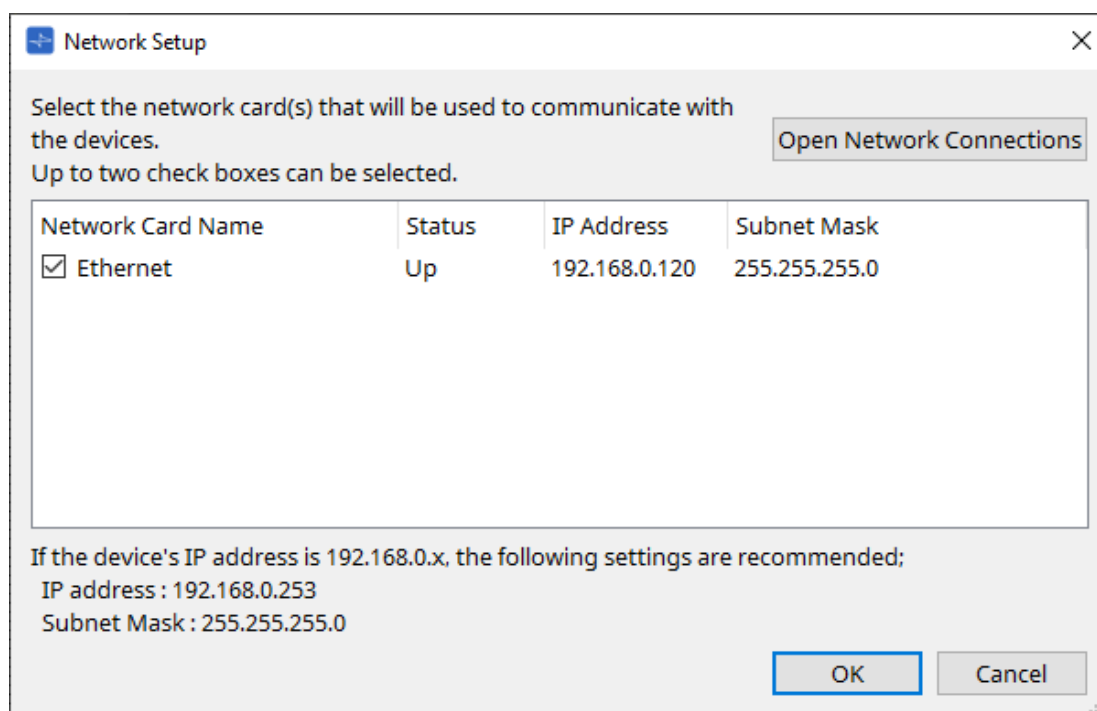 Network Setup
Select the network card(s) that will be used to communicate with
the devices.
Up to two check boxes can be selected.
Open Network Connections
Network Card Name Status IP Address Subnet Mask
Ethernet Up 192.168.0.120 255.255.255.0
If the device's IP address is 192.168.0.x, the following settings are recommended;
IP address : 192.168.0.253
Subnet Mask : 255.255.255.0
OK Cancel